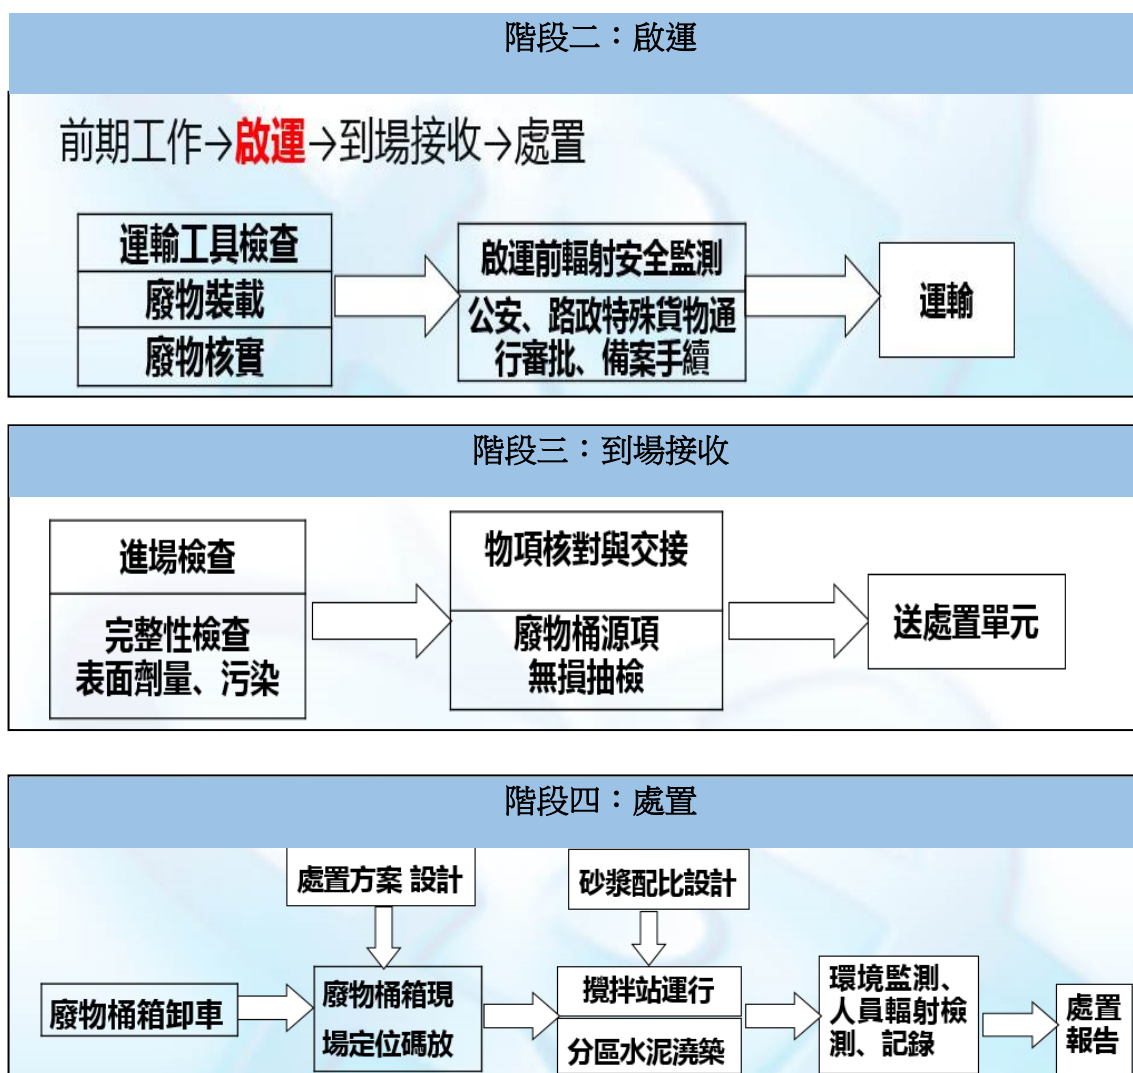 階段二：啟運
前期工作→啟運→到場接收→處置
運輸工具檢查
廢物裝載
廢物核實
啟運前輻射安全監測
公安、路政特殊貨物通
行審批、備案手續
運輸
階段三：到場接收
進場檢查
完整性檢查
表面劑量、污染
物項核對與交接
廢物桶源項
無損抽檢
送處置單元
階段四：處置
處置方案 設計
砂漿配比設計
廢物桶箱卸車
廢物桶箱現
場定位碼放
攪拌站運行
分區水泥澆築
環境監測、
人員輻射檢
測、記錄
處置
報告